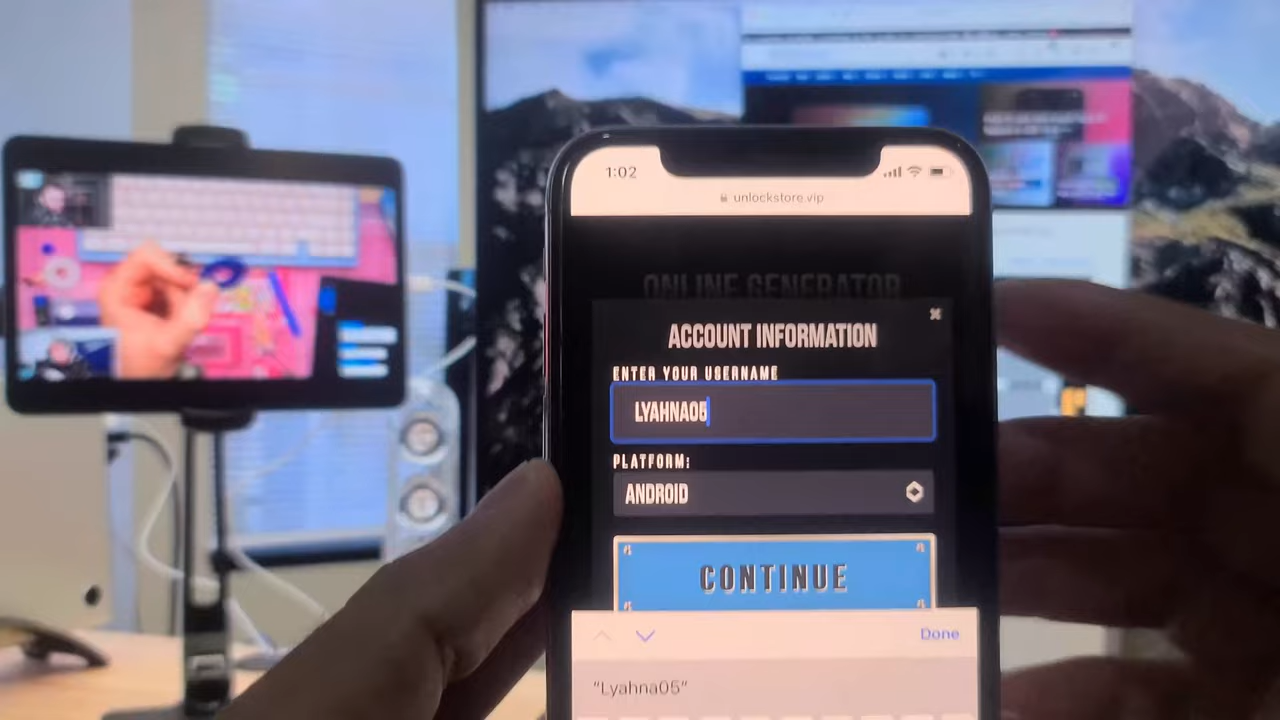 1:02
unlockstore.vip
ONLINE GENERATOR
ACCOUNT INFORMATION
ENTER YOUR USERNAME
LYAHNA05
PLATFORM:
ANDROID
CONTINUE
Done
“Lyahna05”